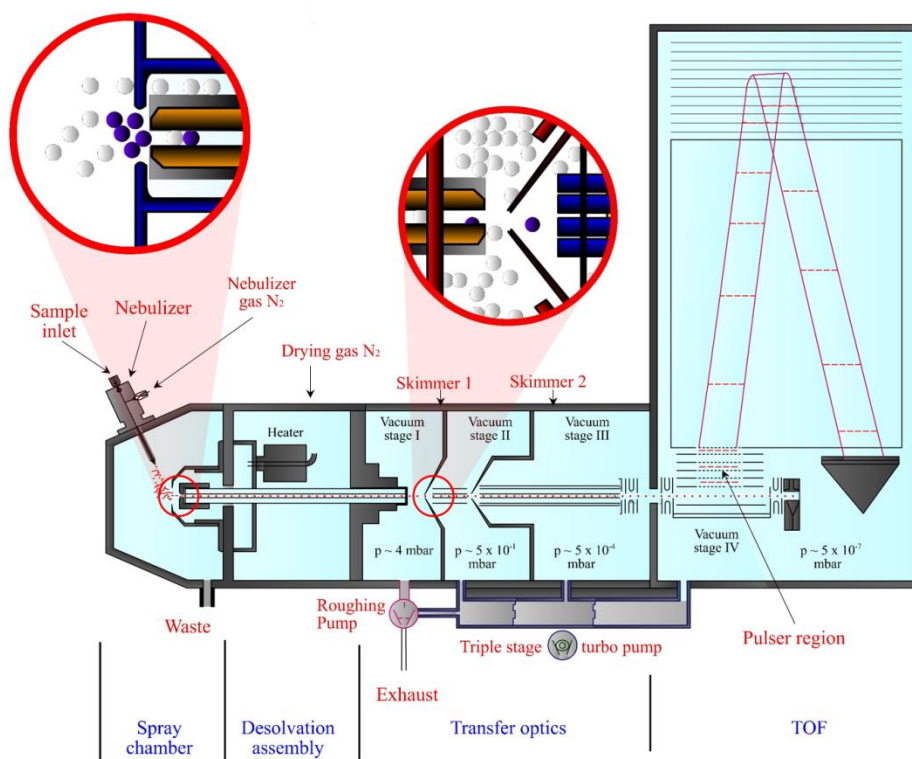 Sample
inlet
Nebulizer
Nebulizer
gas N₂
Drying gas N₂
Skimmer 1
Skimmer 2
Heater
Vacuum
stage I
Vacuum
stage II
Vacuum
stage III
p ~ 4 mbar
p ~ 5 x 10⁻¹
mbar
p ~ 5 x 10⁻⁴
mbar
Vacuum
stage IV
p ~ 5 x 10⁻⁷
mbar
Waste
Roughing
Pump
Exhaust
Triple stage
turbo pump
Pulser region
Spray
chamber
Desolvation
assembly
Transfer optics
TOF